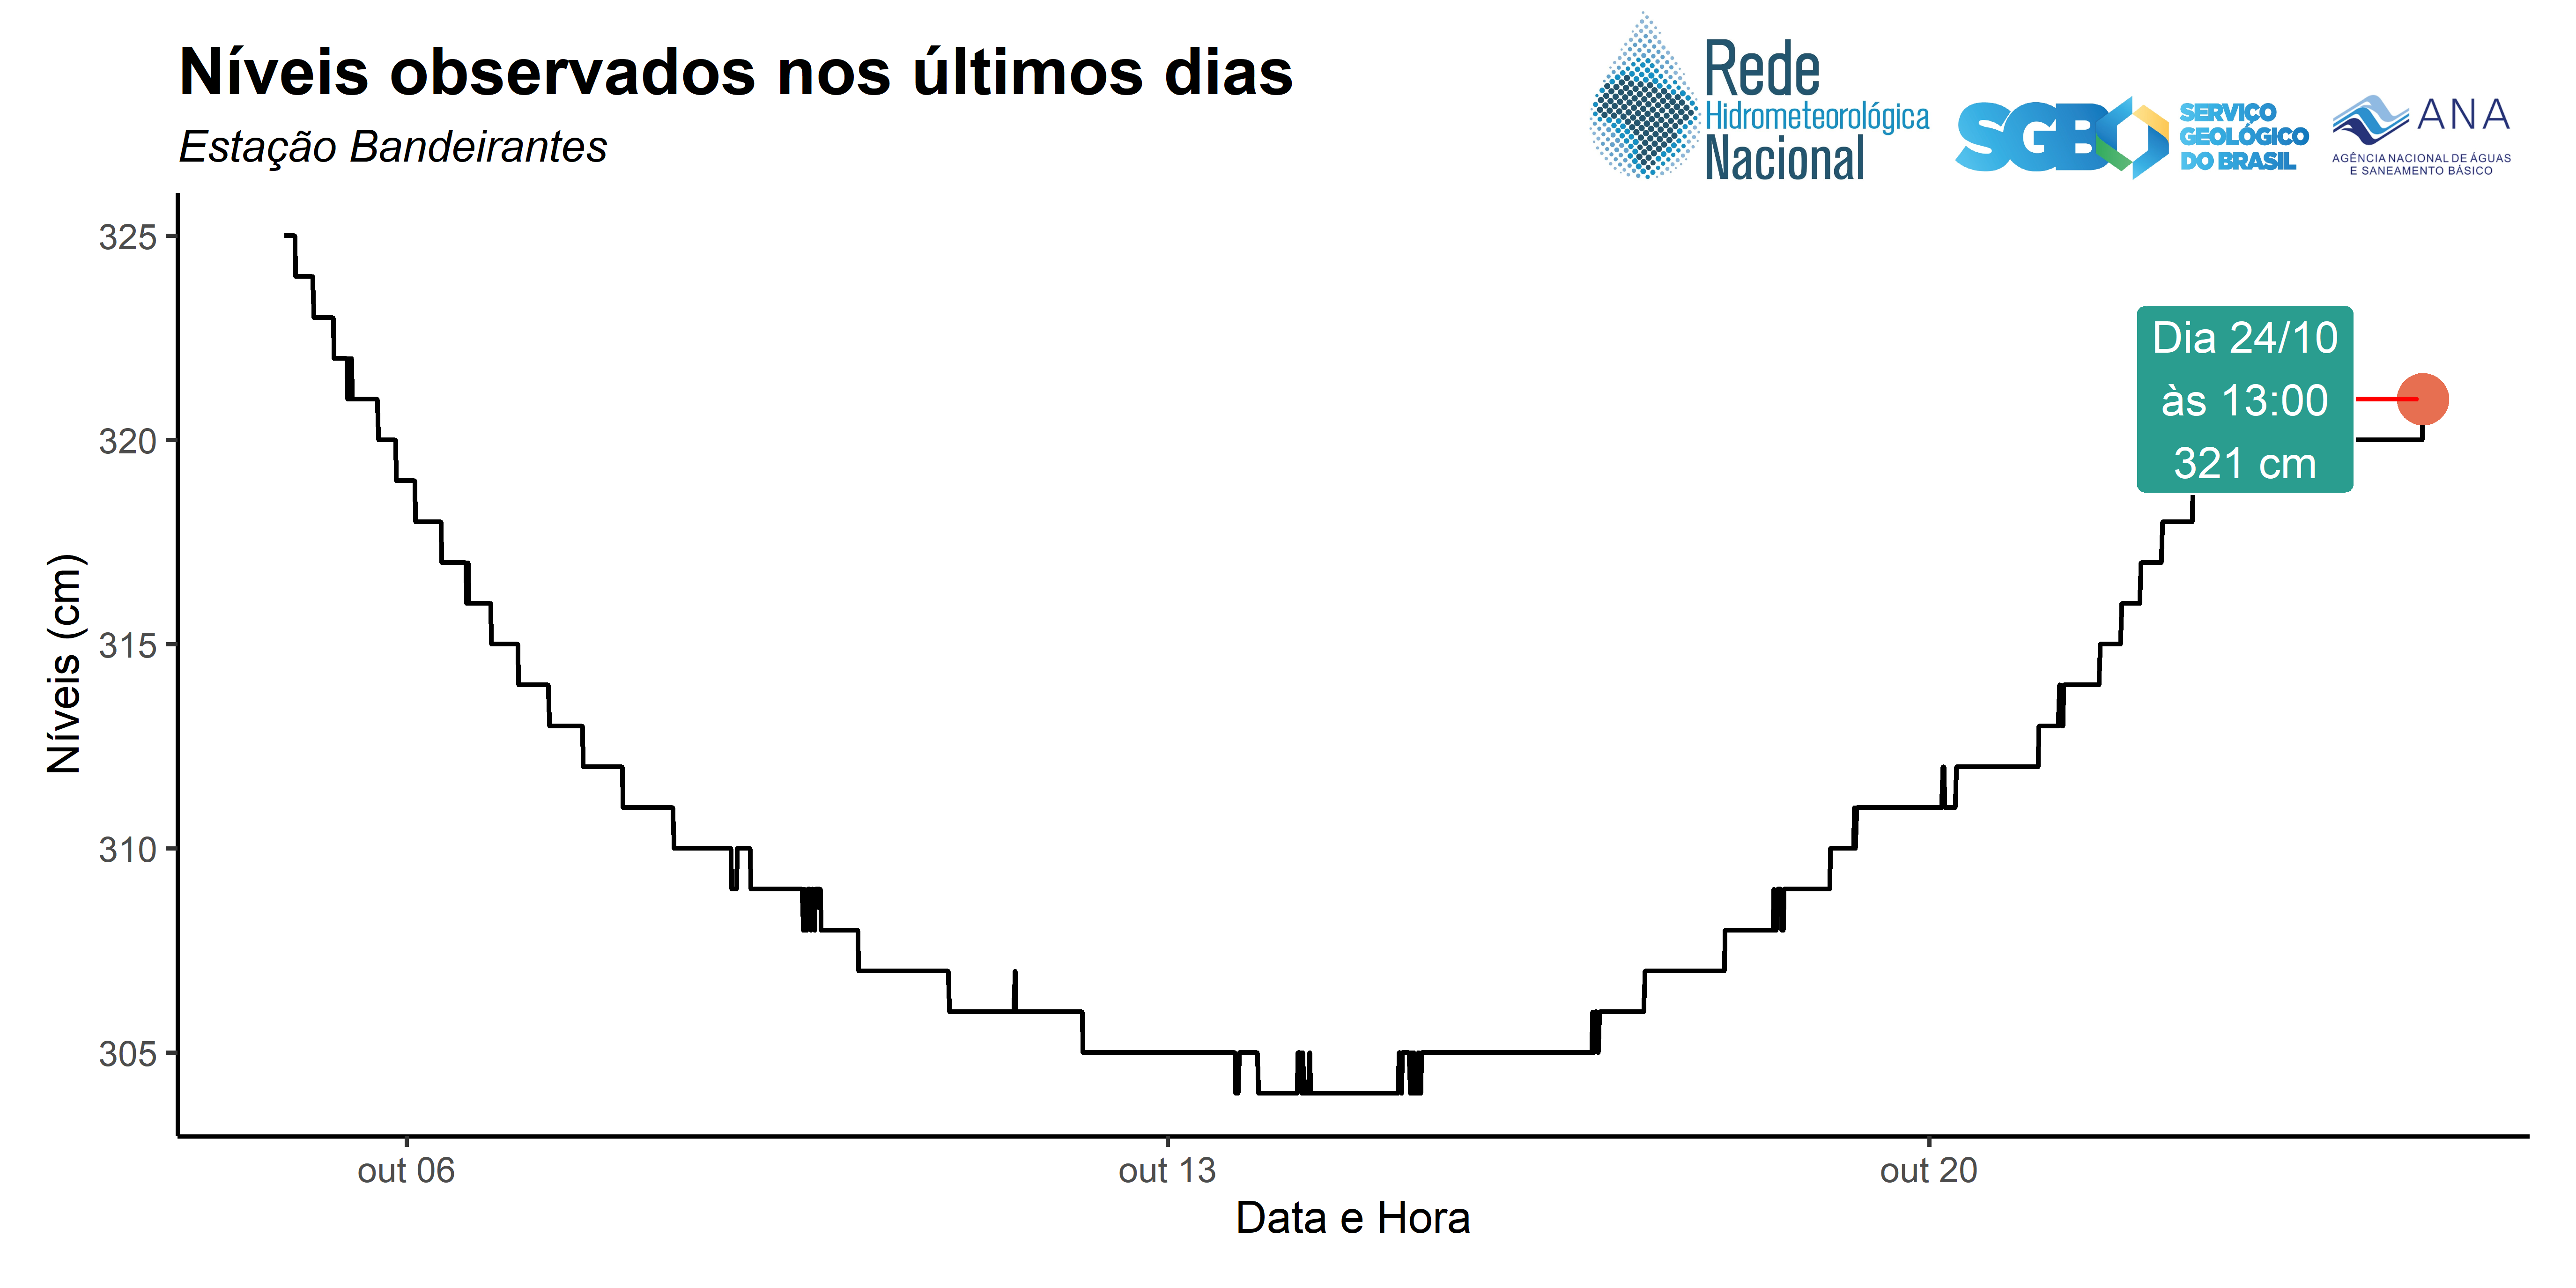 Níveis observados nos últimos dias
Estação Bandeirantes
Rede
Hidrometeorológica
Nacional
SGB
SERVIÇO
GEOLÓGICO
DO BRASIL
ANA
AGÊNCIA NACIONAL DE ÁGUAS
E SANEAMENTO BÁSICO
325
320
315
310
305
Níveis (cm)
Dia 24/10
às 13:00
321 cm
out 06
out 13
out 20
Data e Hora